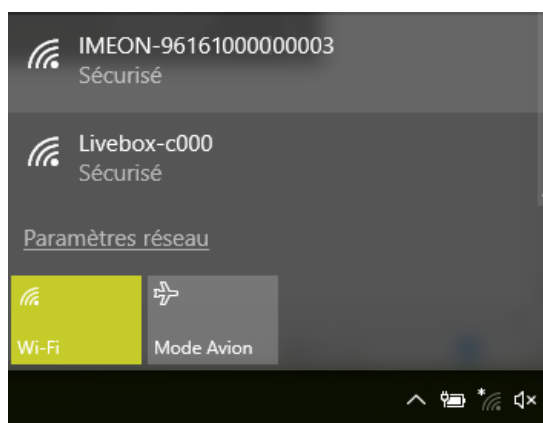 IMEON-96161000000003
Sécurisé
Livebox-c000
Sécurisé
Paramètres réseau
Wi-Fi
Mode Avion